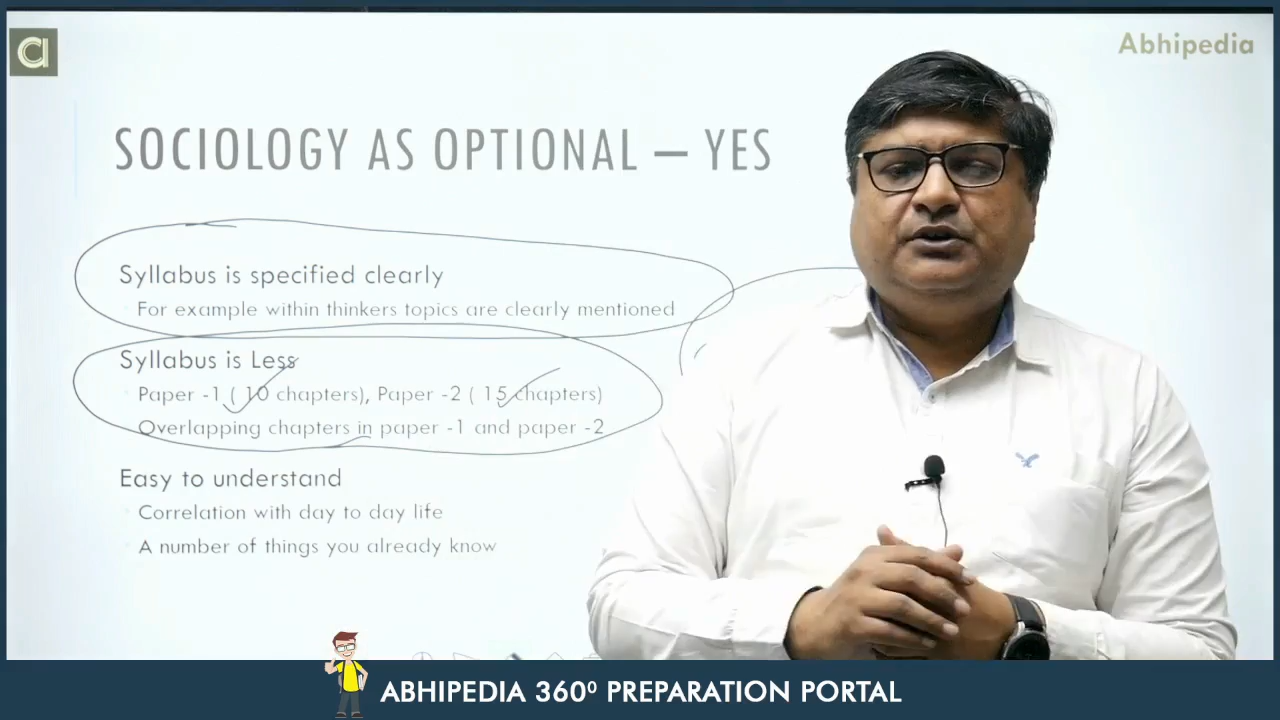 Abhipedia
SOCIOLOGY AS OPTIONAL – YES
Syllabus is specified clearly
For example within thinkers topics are clearly mentioned
Syllabus is Less
Paper -1 ( 10 chapters), Paper -2 ( 15 chapters)
Overlapping chapters in paper -1 and paper -2
Easy to understand
Correlation with day to day life
A number of things you already know
ABHIPEDIA 360⁰ PREPARATION PORTAL